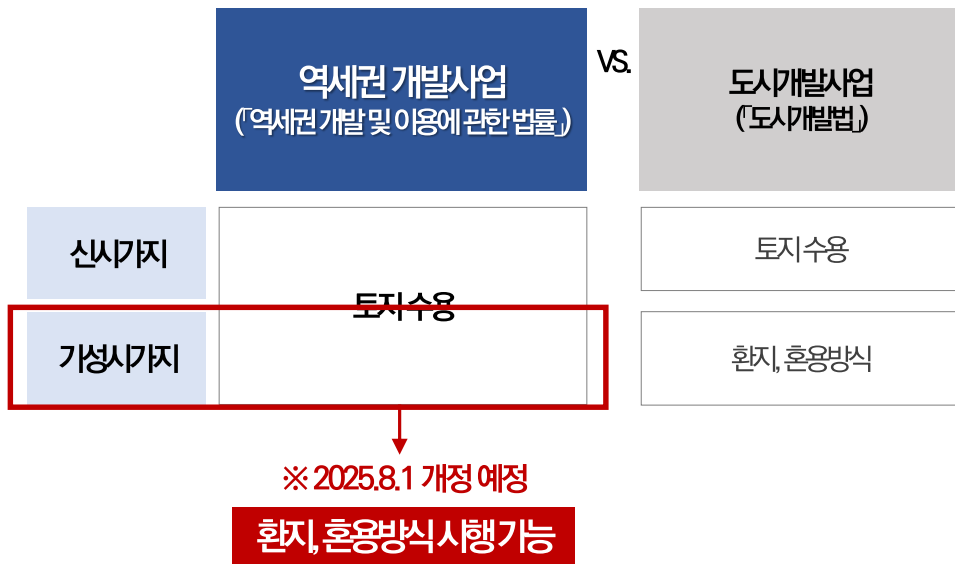 역세권 개발사업
(「역세권 개발 및 이용에 관한 법률」)
VS.
도시개발사업
(「도시개발법」)
신시가지
토지 수용
토지 수용
기성시가지
환지, 혼용방식
※ 2025.8.1 개정 예정
환지, 혼용방식 시행 가능